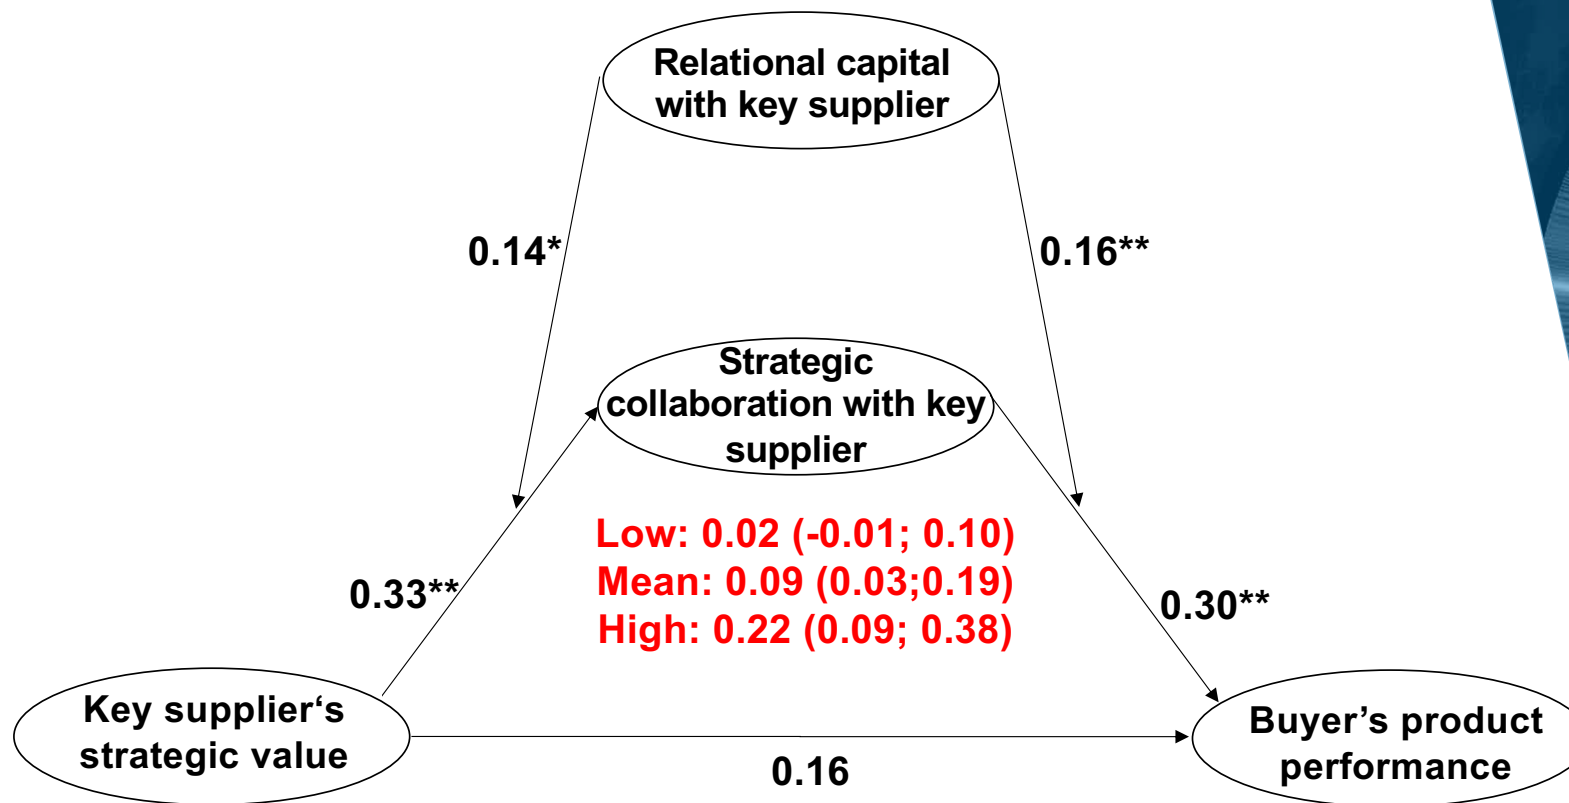 Relational capital
with key supplier
0.14*
0.16**
Strategic
collaboration with key
supplier
Low: 0.02 (-0.01; 0.10)
Mean: 0.09 (0.03;0.19)
High: 0.22 (0.09; 0.38)
0.33**
0.30**
Key supplier‘s
strategic value
Buyer’s product
performance
0.16